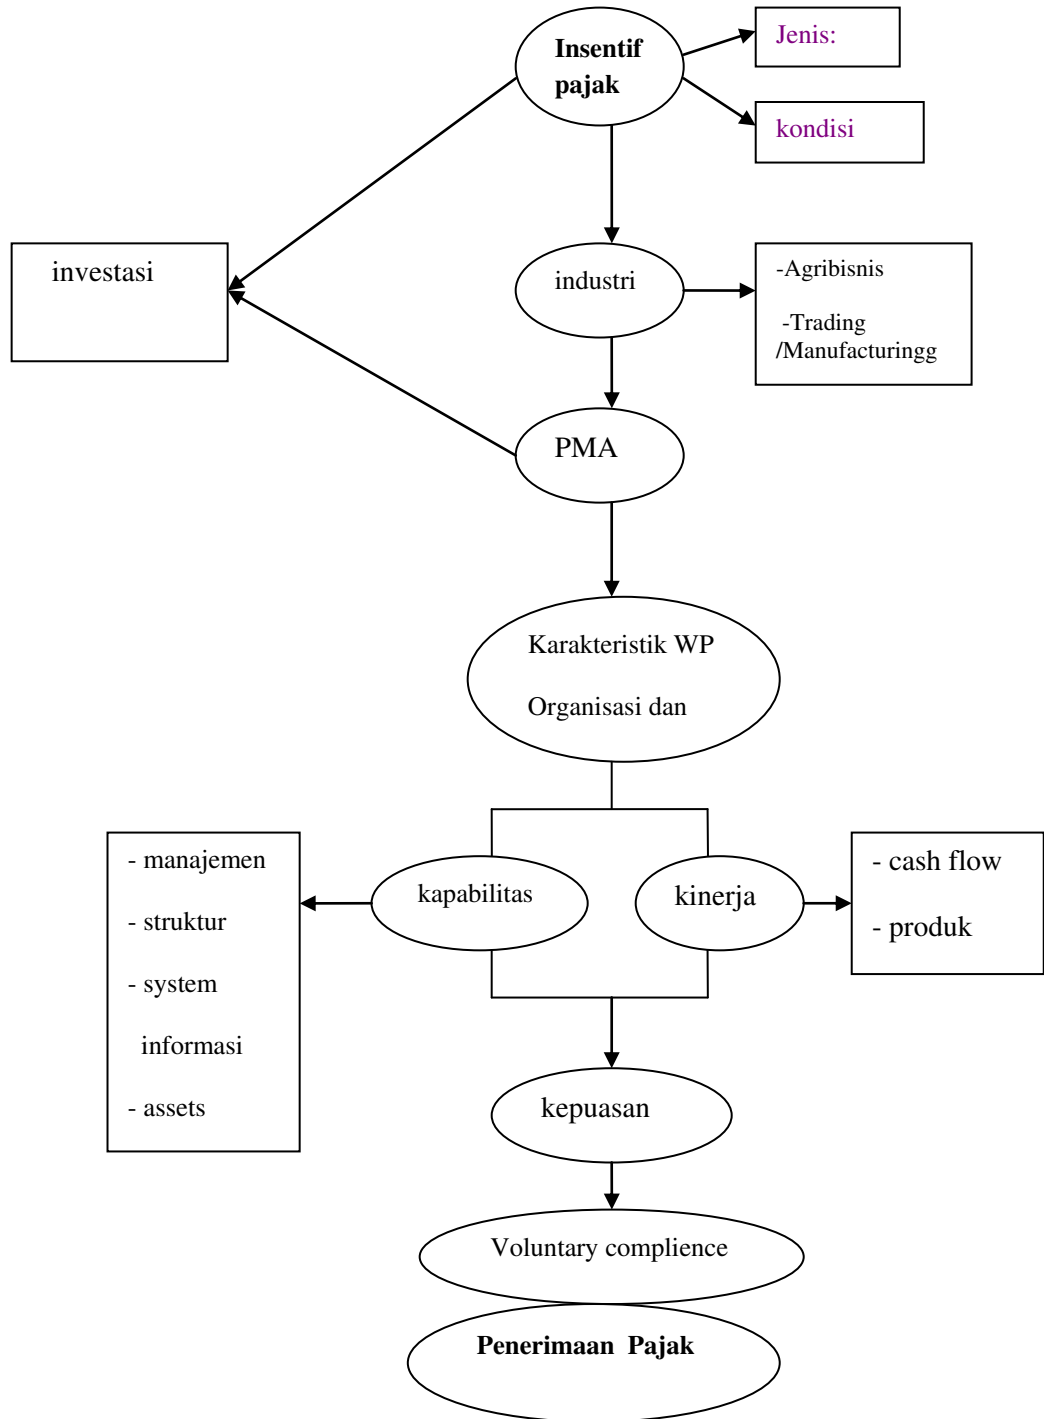 Insentif
pajak
Jenis:
kondisi
investasi
industri
-Agribisnis
-Trading
/Manufacturingg
PMA
Karakteristik WP
Organisasi dan
- manajemen
- struktur
- system
informasi
- assets
kapabilitas
kinerja
- cash flow
- produk
kepuasan
Voluntary complience
Penerimaan Pajak